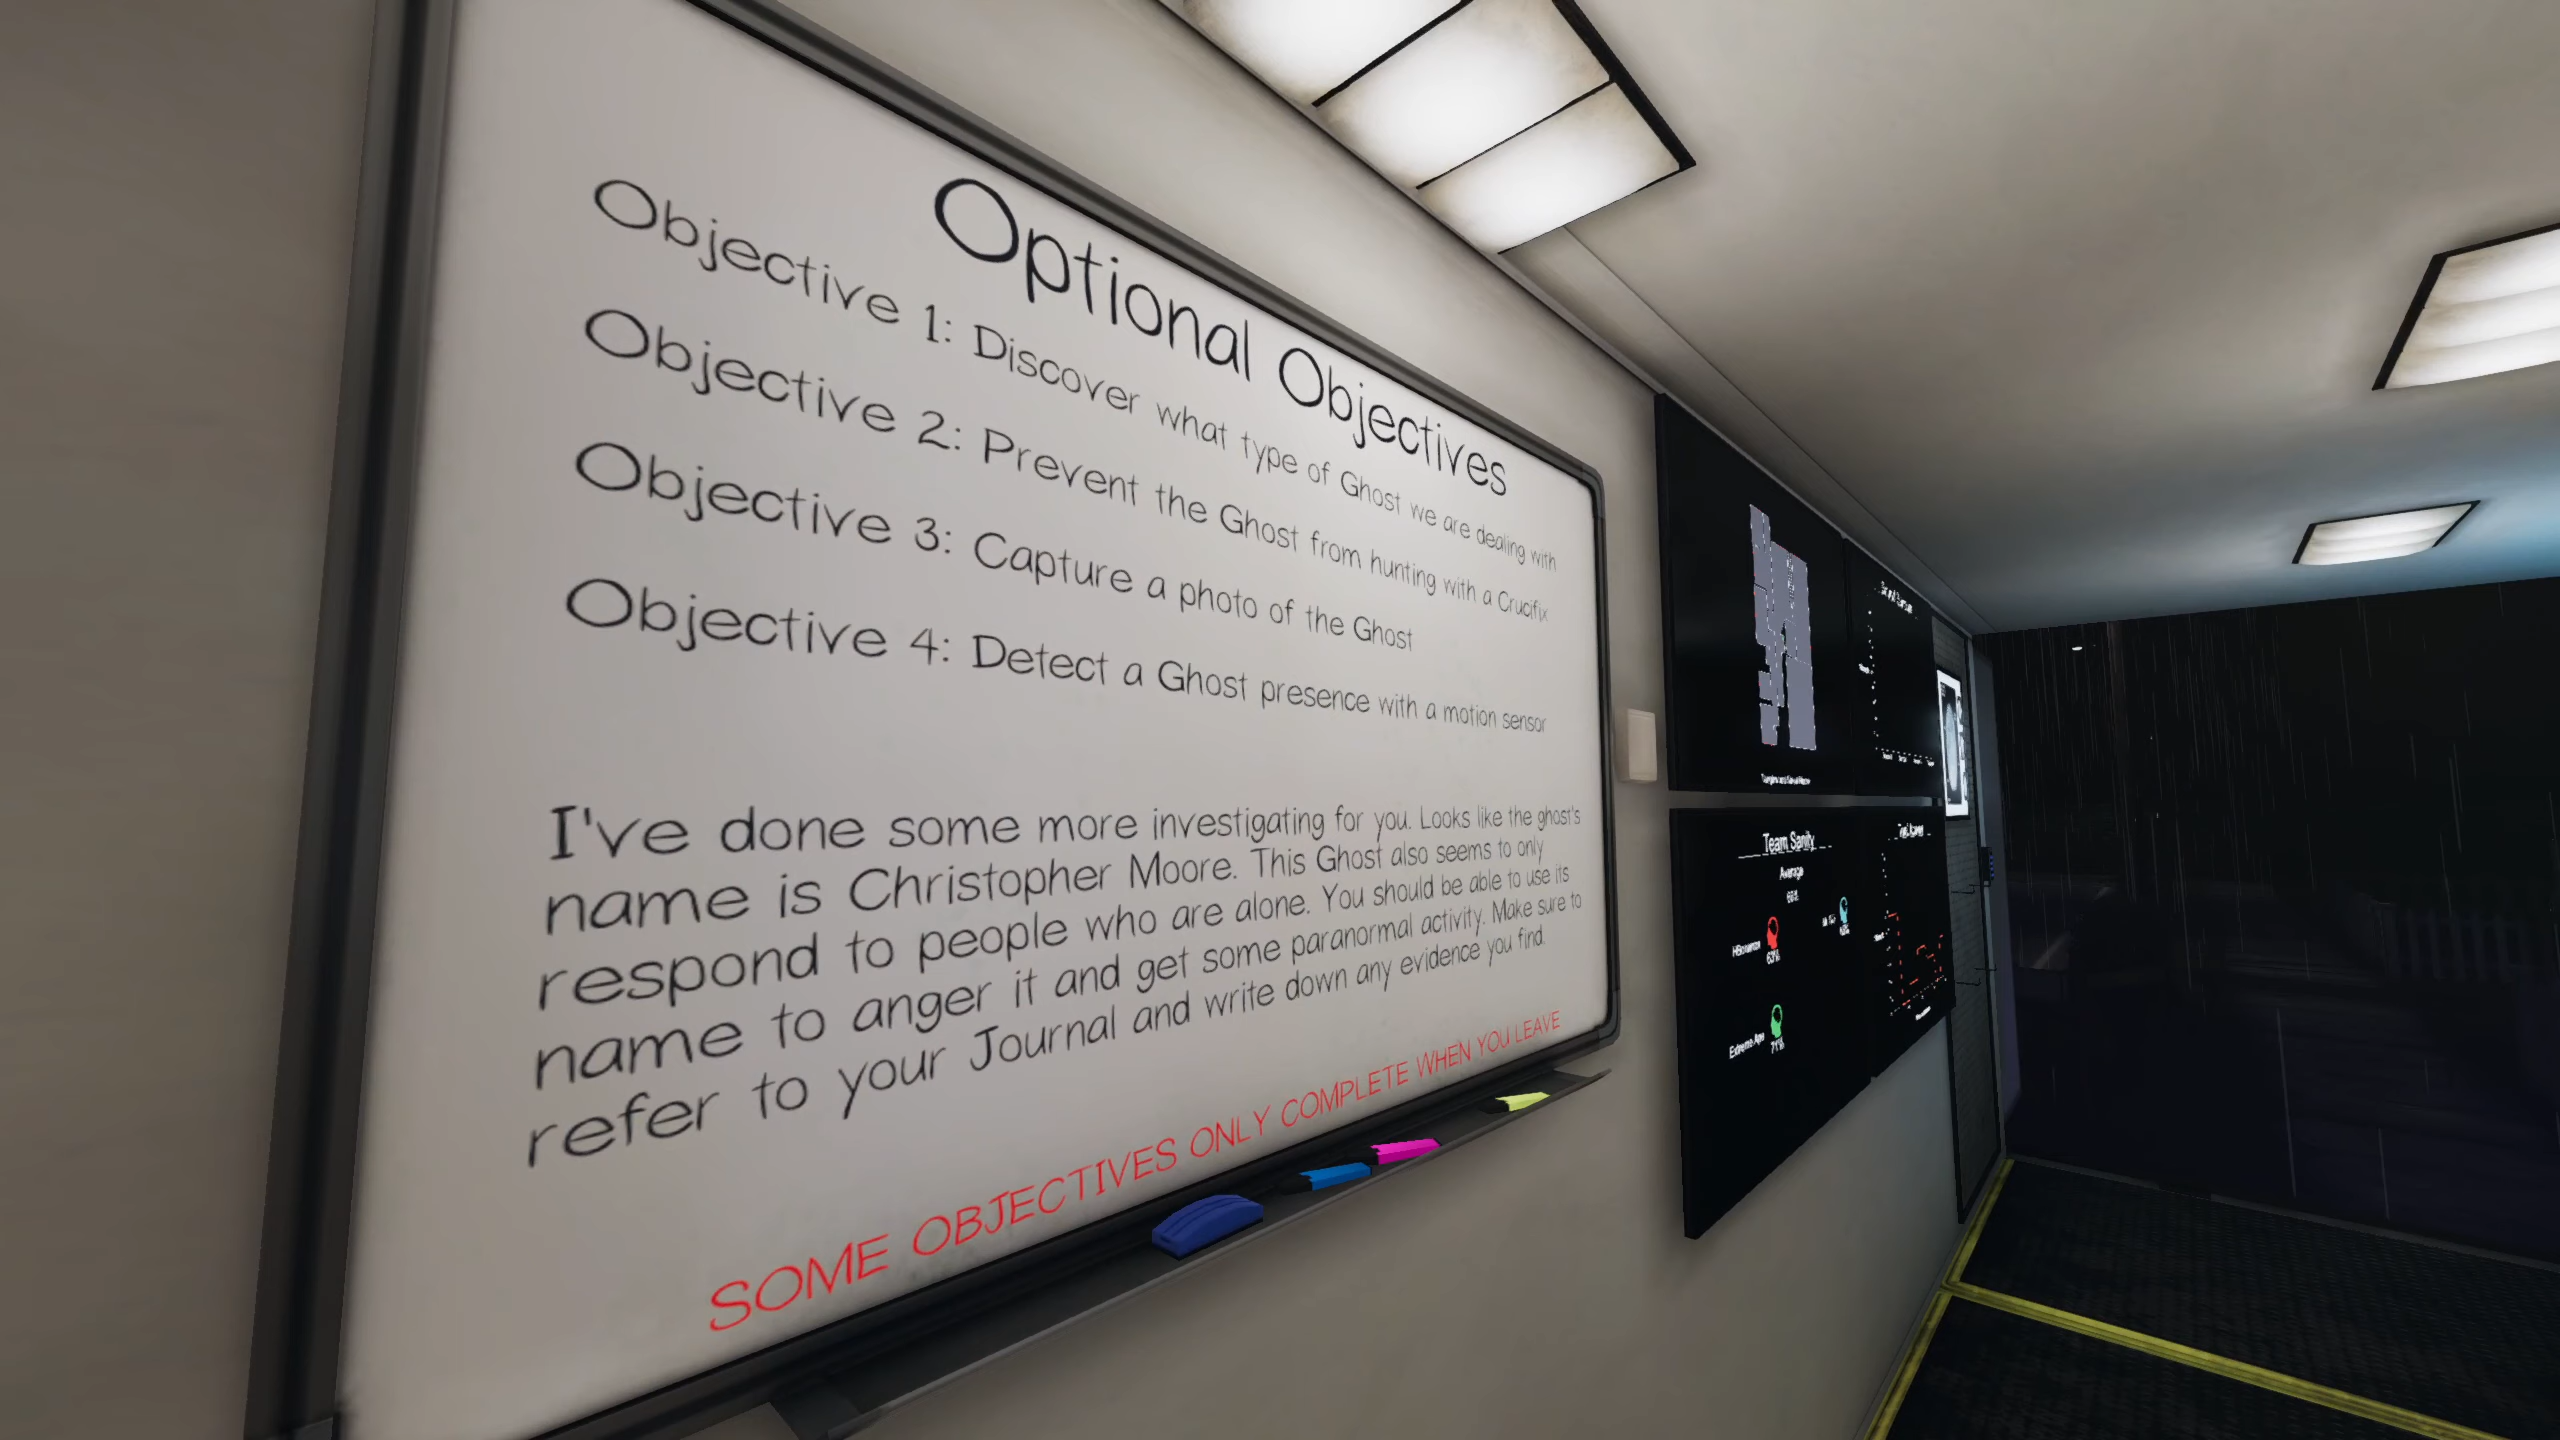 Optional Objectives
Objective 1: Discover what type of Ghost we are dealing with
Objective 2: Prevent the Ghost from hunting with a Crucifix
Objective 3: Capture a photo of the Ghost
Objective 4: Detect a Ghost presence with a motion sensor
I've done some more investigating for you. Looks like the ghost's
name is Christopher Moore. This Ghost also seems to only
respond to people who are alone. You should be able to use its
name to anger it and get some paranormal activity. Make sure to
refer to your Journal and write down any evidence you find.
SOME OBJECTIVES ONLY COMPLETE WHEN YOU LEAVE
Team Sanity
Average
71%